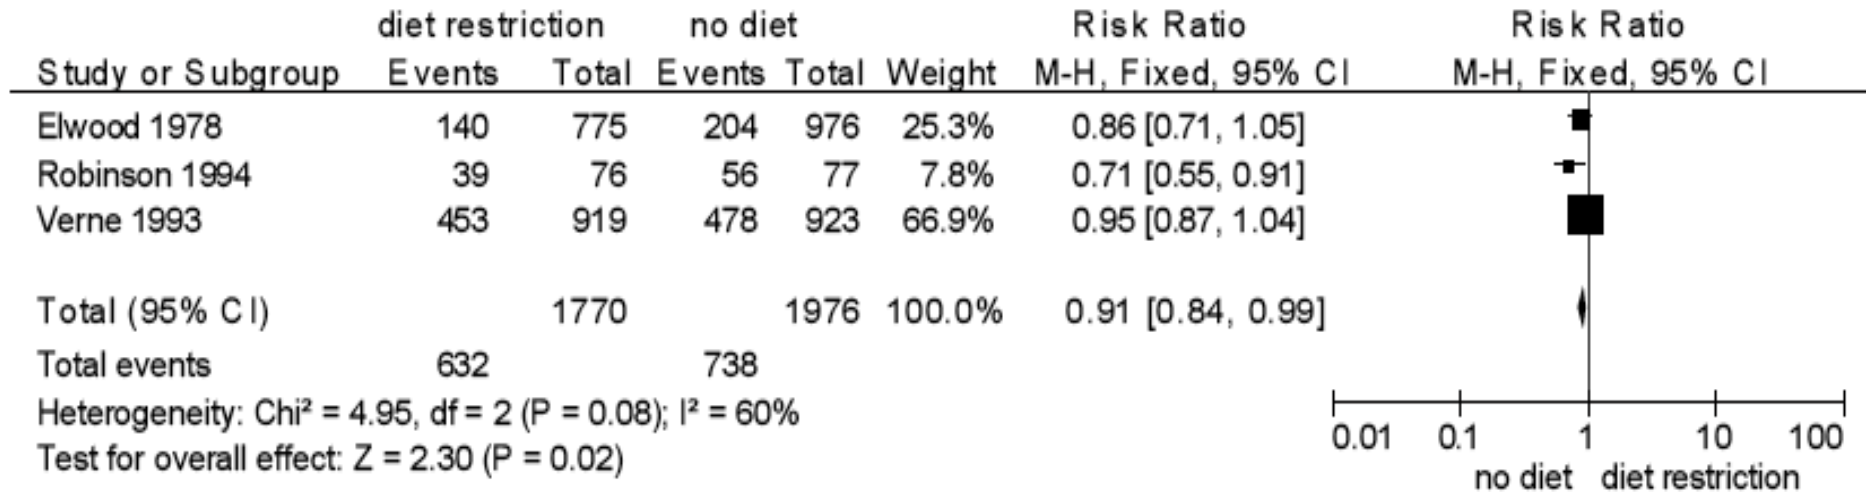 diet restriction no diet Risk Ratio Risk Ratio
Study or Subgroup Events Total Events Total Weight M-H, Fixed, 95% CI M-H, Fixed, 95% CI
Elwood 1978 140 775 204 976 25.3% 0.86 [0.71, 1.05]
Robinson 1994 39 76 56 77 7.8% 0.71 [0.55, 0.91]
Verne 1993 453 919 478 923 66.9% 0.95 [0.87, 1.04]
Total (95% CI) 1770 1976 100.0% 0.91 [0.84, 0.99]
Total events 632 738
Heterogeneity: Chi² = 4.95, df = 2 (P = 0.08); I² = 60%
Test for overall effect: Z = 2.30 (P = 0.02)
0.01 0.1 1 10 100
no diet diet restriction